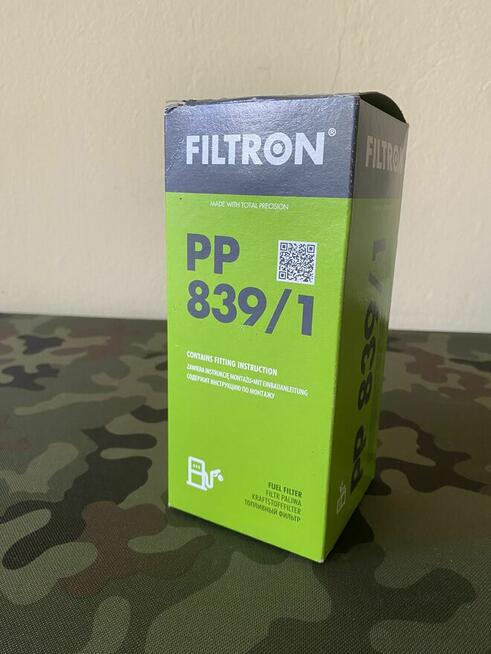 FILTRON®
MADE WITH TOTAL PRECISION
PP
839/1
CONTAINS FITTING INSTRUCTION
ZAWIERA INSTRUKCJĘ MONTAŻU-MIT EINBAUANLEITUNG
СОДЕРЖИТ ИНСТРУКЦИЮ ПО МОНТАЖУ
FUEL FILTER
FILTR PALIWA
KRAFTSTOFFFILTER
ТОПЛИВНЫЙ ФИЛЬТР
FILTRON
PP 839/1